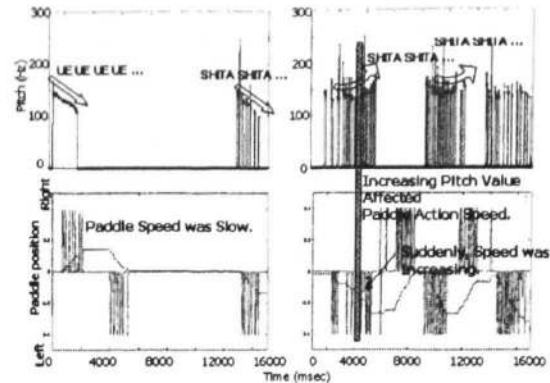 300
200
100
0
Pitch (Hz)
UE UE UE UE ...
SHITA SHITA ...
300
200
100
0
SHITA SHITA ...
SHITA SHITA ...
Right
Paddle position
Left
Paddle Speed was Slow.
Increasing Pitch Value
Affected
Paddle Action Speed.
Suddenly, Speed was
Increasing.
0
4000
8000
12000
16000
0
4000
8000
12000
16000
Time (msec)